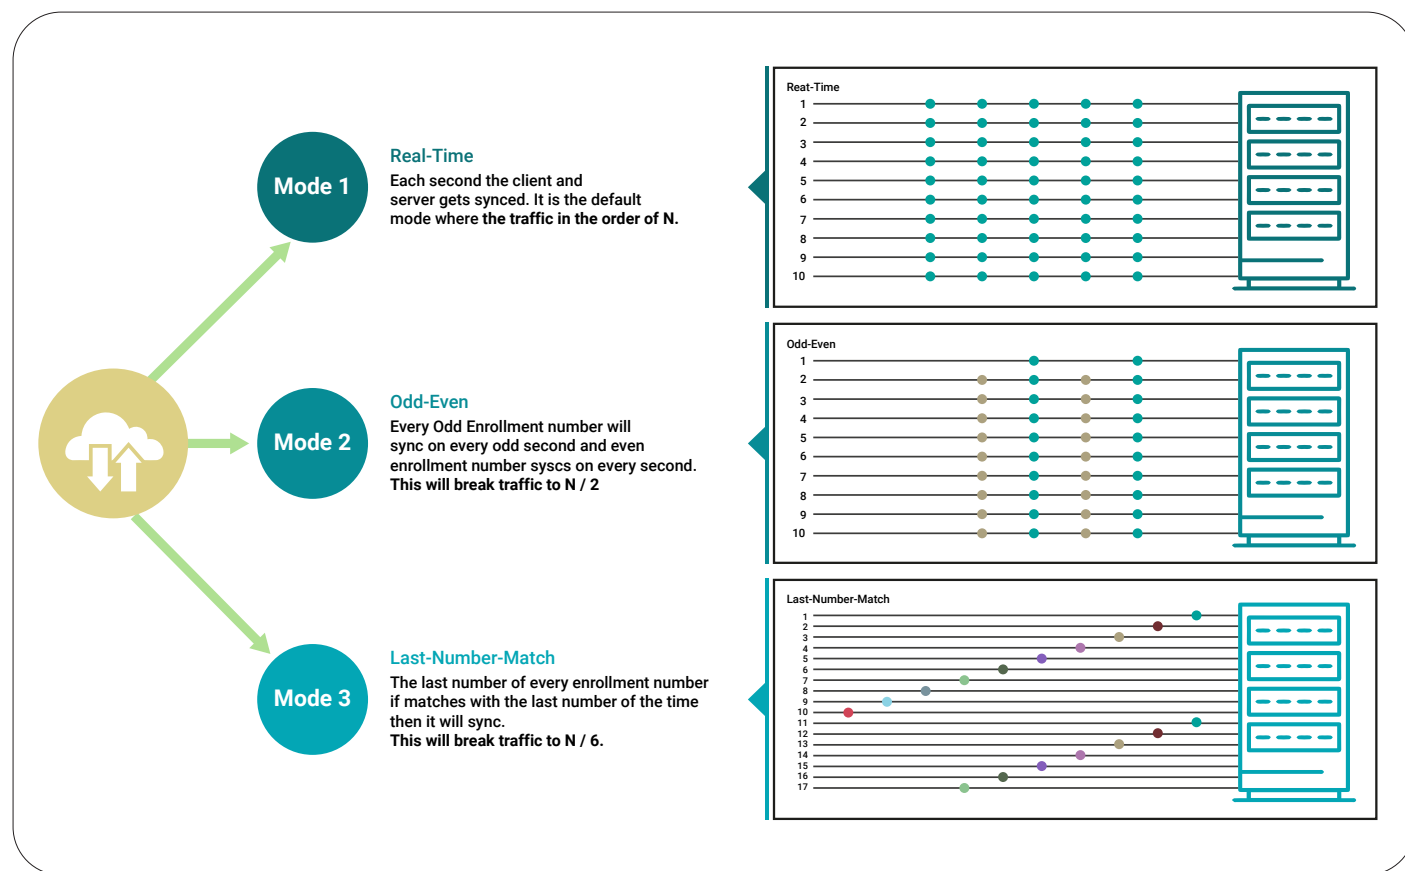 Mode 1
Real-Time
Each second the client and
server gets synced. It is the default
mode where the traffic in the order of N.
Reat-Time
1
2
3
4
5
6
7
8
9
10
Mode 2
Odd-Even
Every Odd Enrollment number will
sync on every odd second and even
enrollment number syscs on every second.
This will break traffic to N / 2
Odd-Even
1
2
3
4
5
6
7
8
9
10
Mode 3
Last-Number-Match
The last number of every enrollment number
if matches with the last number of the time
then it will sync.
This will break traffic to N / 6.
Last-Number-Match
1
2
3
4
5
6
7
8
9
10
11
12
13
14
15
16
17